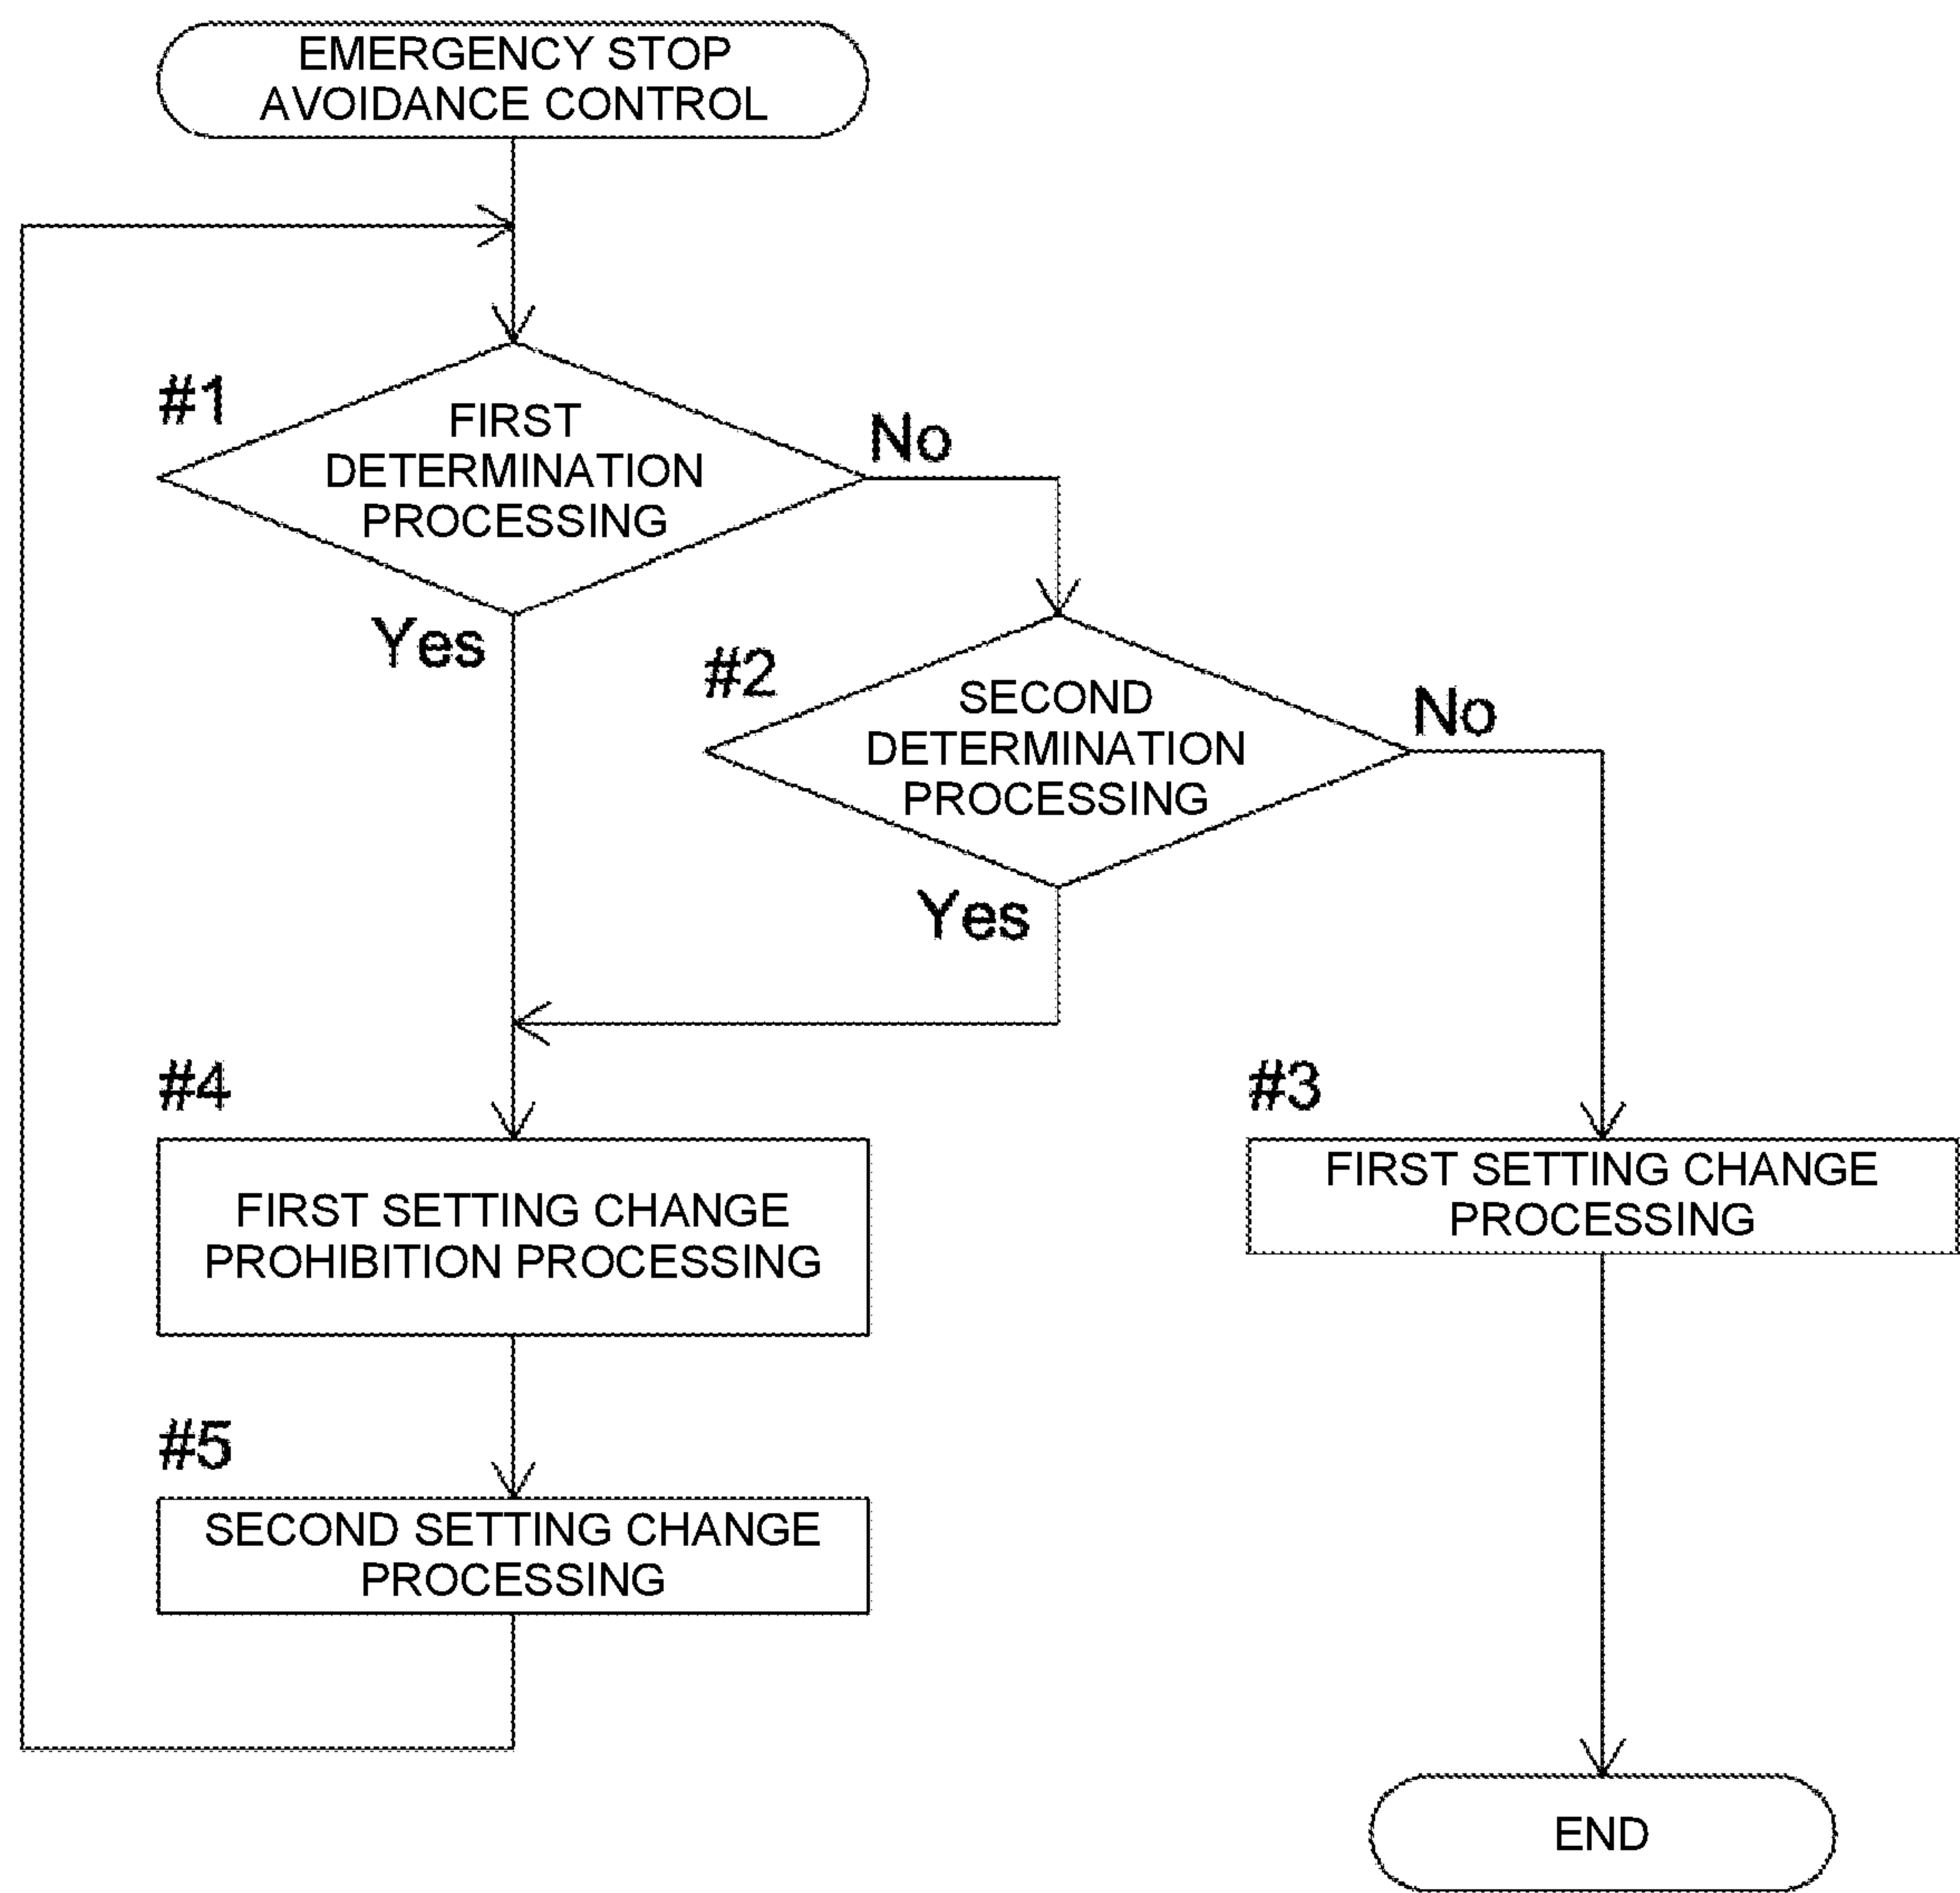 EMERGENCY STOP
AVOIDANCE CONTROL
#1
FIRST
DETERMINATION
PROCESSING
No
Yes
#2
SECOND
DETERMINATION
PROCESSING
No
Yes
#4
FIRST SETTING CHANGE
PROHIBITION PROCESSING
#3
FIRST SETTING CHANGE
PROCESSING
#5
SECOND SETTING CHANGE
PROCESSING
END